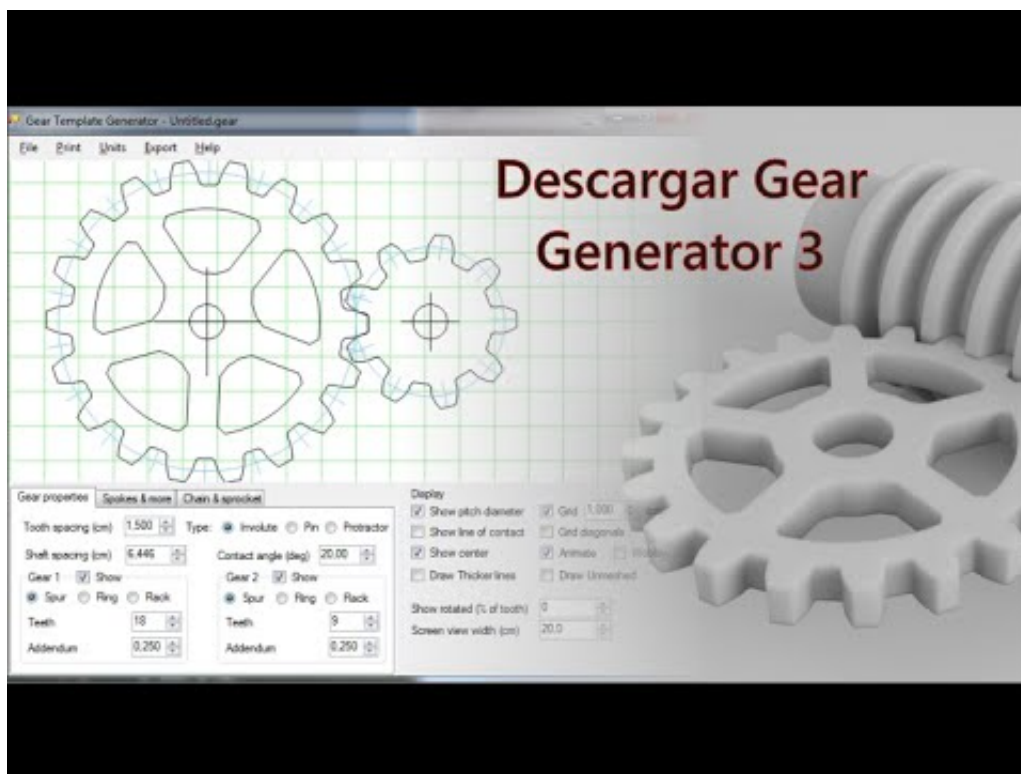 Gear Template Generator - Untitled.gear
File Print Units Export Help
Descargar Gear
Generator 3
Gear properties Spokes & more Chain & sprocket
Tooth spacing (cm) 1,500 Type: Involute Pin Protractor
Shaft spacing (cm) 6,446 Contact angle (deg) 20.00
Gear 1 Show Gear 2 Show
Spur Ring Rack Spur Ring Rack
Teeth 18 Teeth 9
Addendum 0,250 Addendum 0,250
Display
Show pitch diameter Grid 1,000
Show line of contact Grid diagonals
Show center Animate
Draw Thicker lines Draw Unmeshed
Show rotated (% of tooth) 0
Screen view width (cm) 20.0